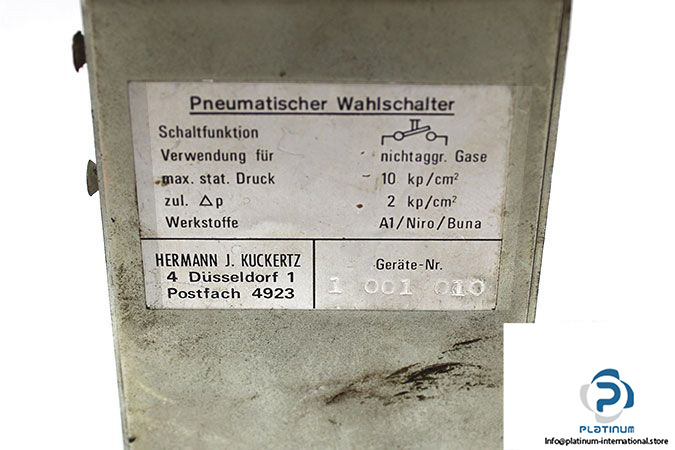 Pneumatischer Wahlschalter
Schaltfunktion
Verwendung für nichtaggr. Gase
max. stat. Druck 10 kp/cm²
zul. Δp 2 kp/cm²
Werkstoffe A1/Niro/Buna
HERMANN J. KUCKERTZ
4 Düsseldorf 1
Postfach 4923
Geräte-Nr.
1 001 010
PLATINUM
Info@platinum-international.store